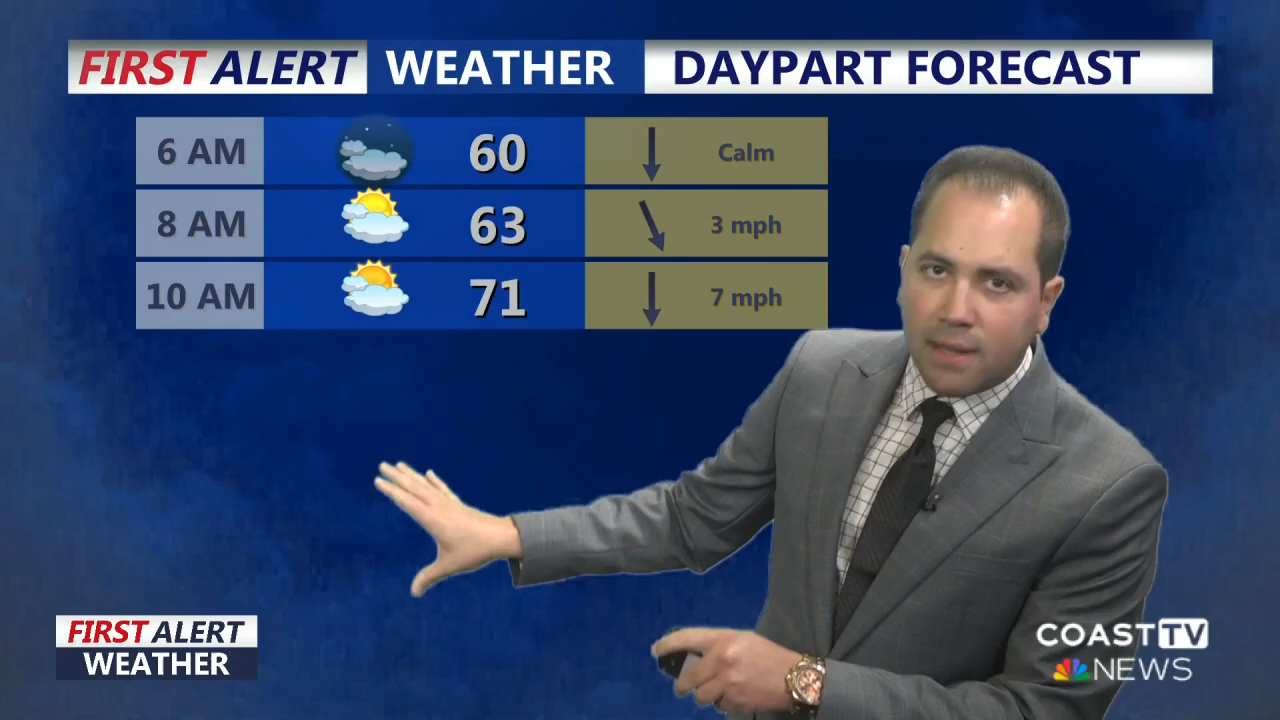 FIRST ALERT WEATHER DAYPART FORECAST
6 AM 60 Calm
8 AM 63 3 mph
10 AM 71 7 mph
FIRST ALERT
WEATHER
COAST TV
NEWS